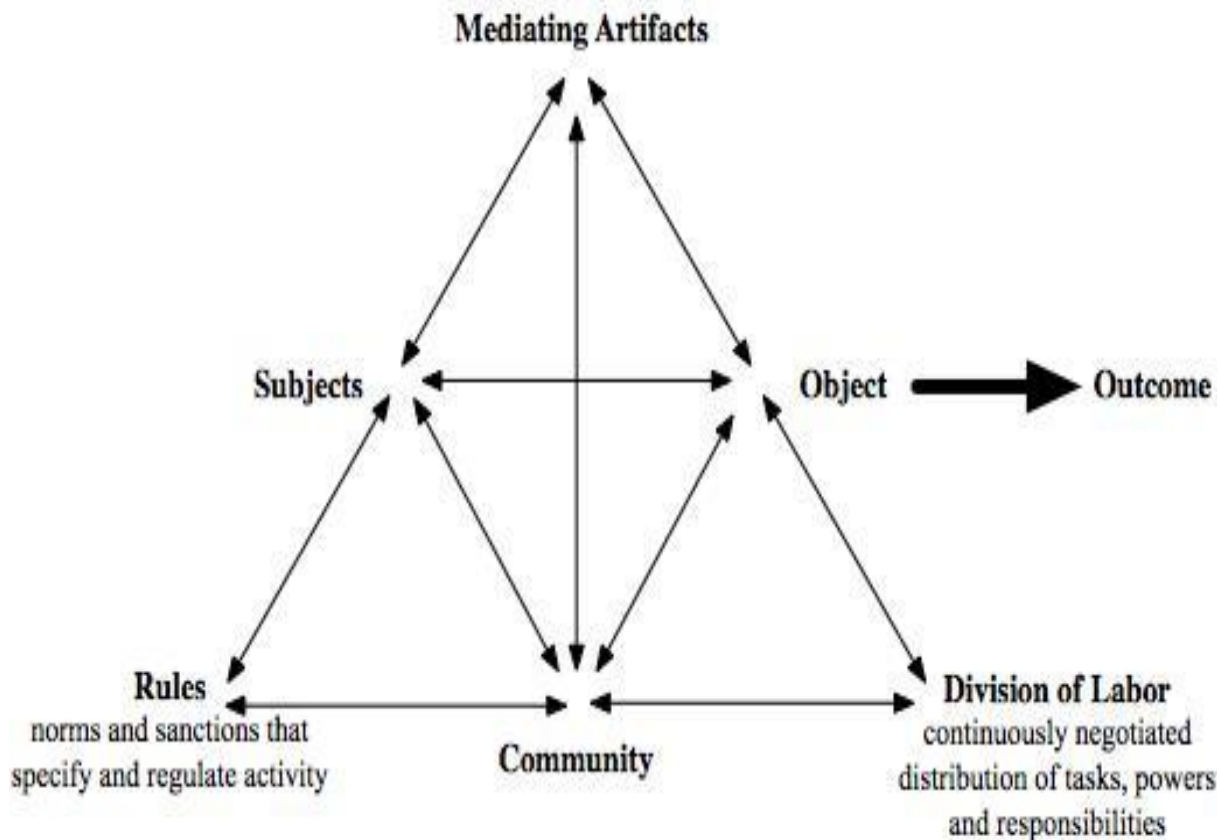 Mediating Artifacts
Subjects
Object
Outcome
Rules
norms and sanctions that
specify and regulate activity
Community
Division of Labor
continuously negotiated
distribution of tasks, powers
and responsibilities